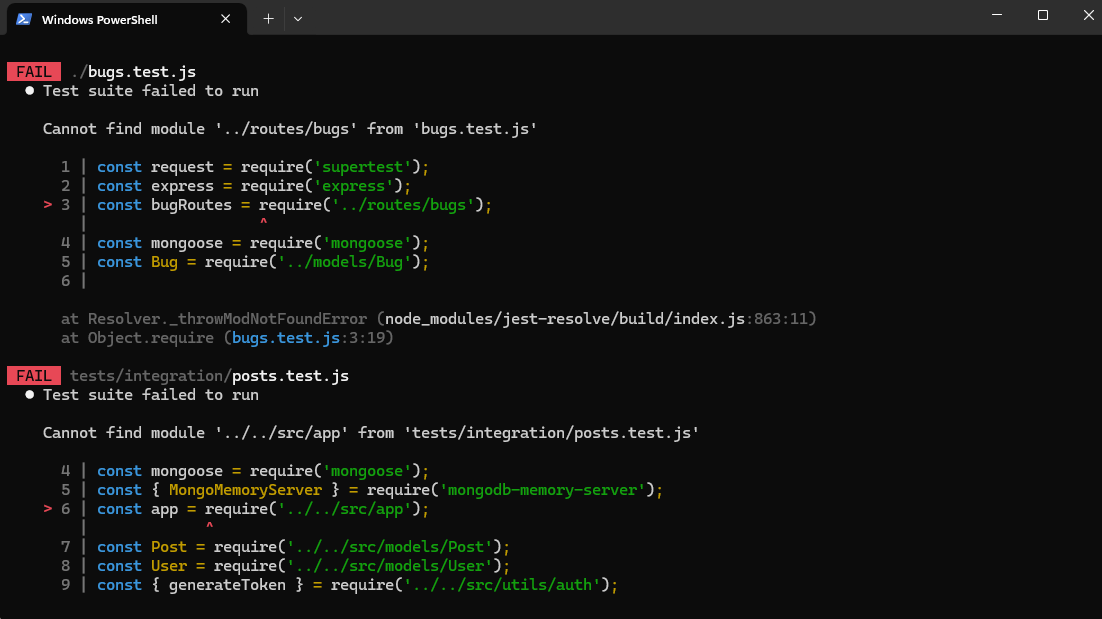 Windows PowerShell
FAIL ./bugs.test.js
● Test suite failed to run
Cannot find module '../routes/bugs' from 'bugs.test.js'
1 | const request = require('supertest');
2 | const express = require('express');
> 3 | const bugRoutes = require('../routes/bugs');
| ^
4 | const mongoose = require('mongoose');
5 | const Bug = require('../models/Bug');
6 |
at Resolver._throwModNotFoundError (node_modules/jest-resolve/build/index.js:863:11)
at Object.require (bugs.test.js:3:19)
FAIL tests/integration/posts.test.js
● Test suite failed to run
Cannot find module '../../src/app' from 'tests/integration/posts.test.js'
4 | const mongoose = require('mongoose');
5 | const { MongoMemoryServer } = require('mongodb-memory-server');
> 6 | const app = require('../../src/app');
| ^
7 | const Post = require('../../src/models/Post');
8 | const User = require('../../src/models/User');
9 | const { generateToken } = require('../../src/utils/auth');